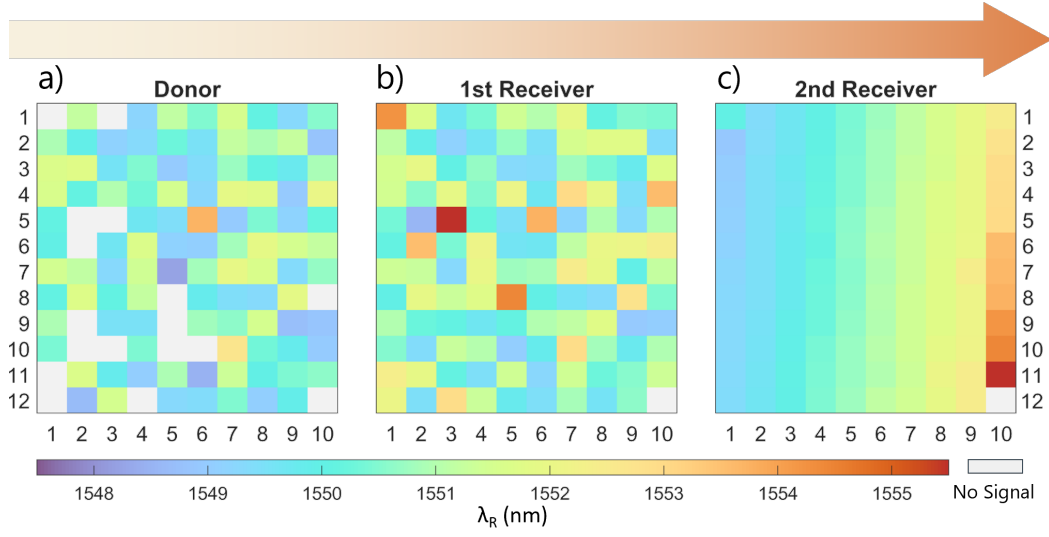 a) b) c)
Donor 1st Receiver 2nd Receiver
1 1
2 2
3 3
4 4
5 5
6 6
7 7
8 8
9 9
10 10
11 11
12 12
1 2 3 4 5 6 7 8 9 10 1 2 3 4 5 6 7 8 9 10 1 2 3 4 5 6 7 8 9 10
1548 1549 1550 1551 1552 1553 1554 1555 No Signal
λR (nm)